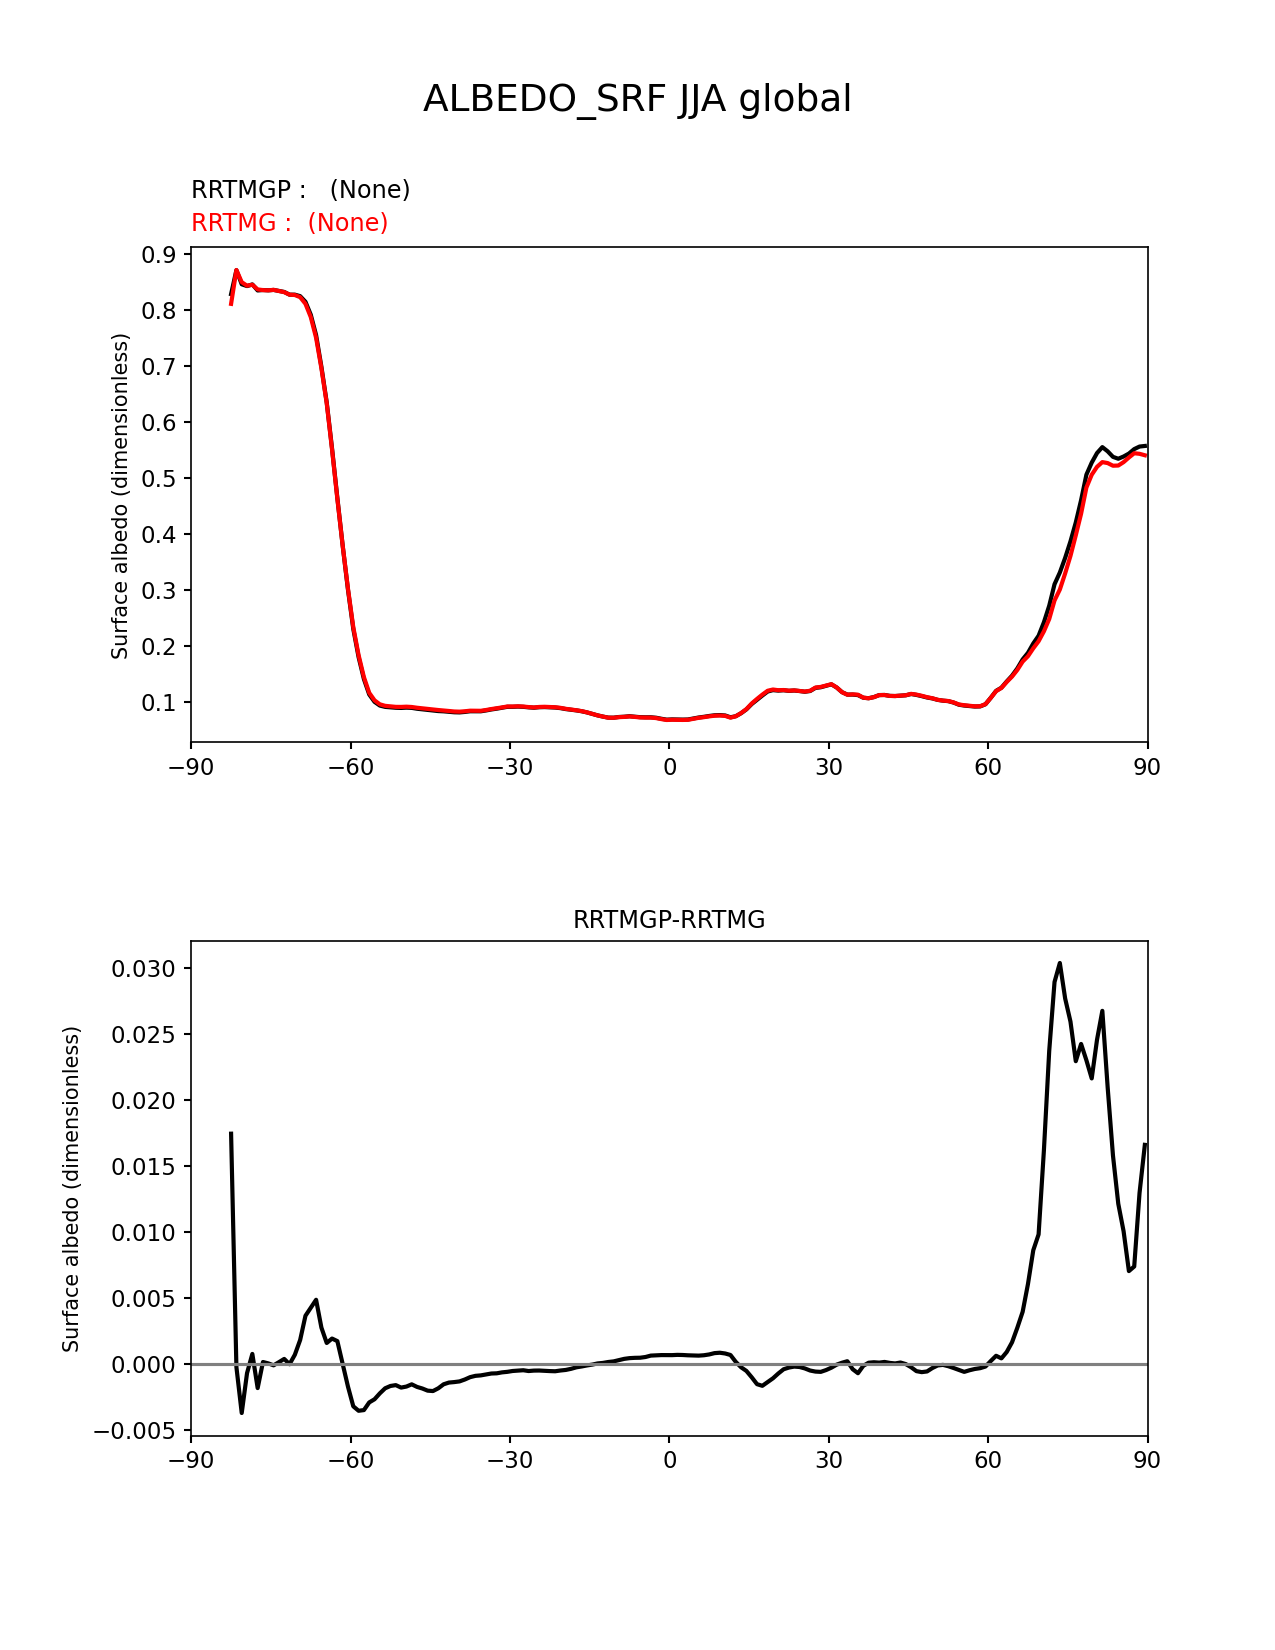 ALBEDO_SRF JJA global
RRTMGP :   (None)
RRTMG :  (None)
0.9
0.8
0.7
0.6
0.5
0.4
0.3
0.2
0.1
Surface albedo (dimensionless)
−90 −60 −30 0 30 60 90
RRTMGP-RRTMG
0.030
0.025
0.020
0.015
0.010
0.005
0.000
−0.005
Surface albedo (dimensionless)
−90 −60 −30 0 30 60 90